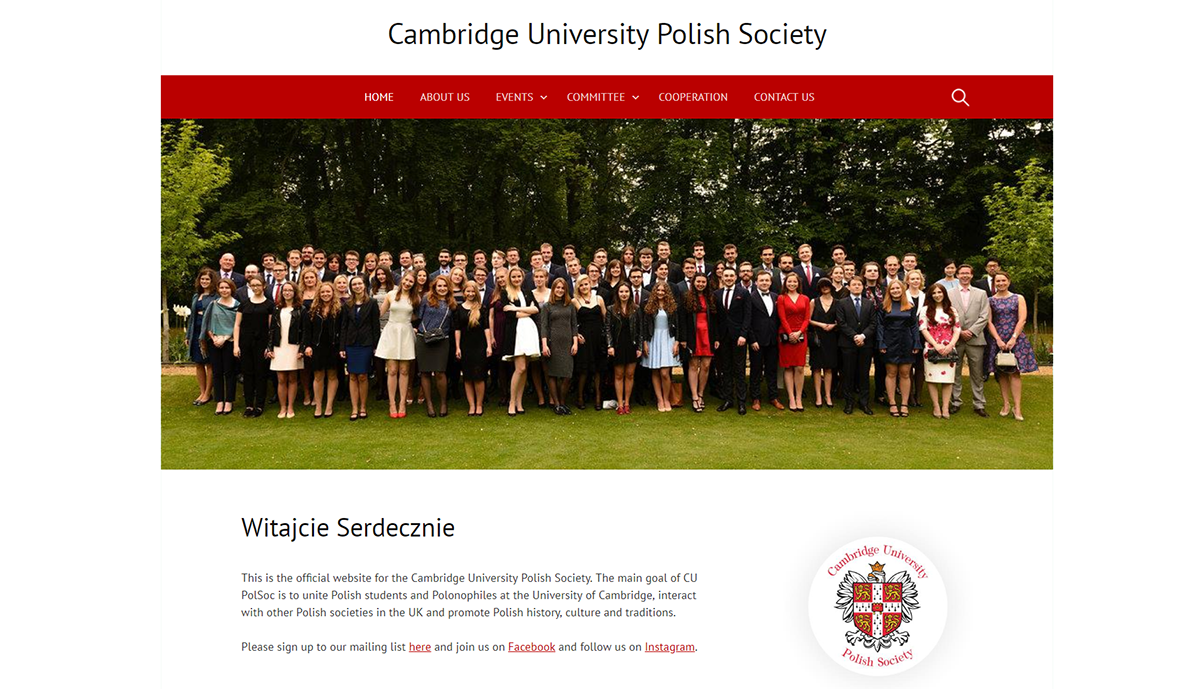 Cambridge University Polish Society
HOME ABOUT US EVENTS COMMITTEE COOPERATION CONTACT US
Witajcie Serdecznie
This is the official website for the Cambridge University Polish Society. The main goal of CU
PolSoc is to unite Polish students and Polonophiles at the University of Cambridge, interact
with other Polish societies in the UK and promote Polish history, culture and traditions.
Please sign up to our mailing list here and join us on Facebook and follow us on Instagram.
Cambridge University
Polish Society